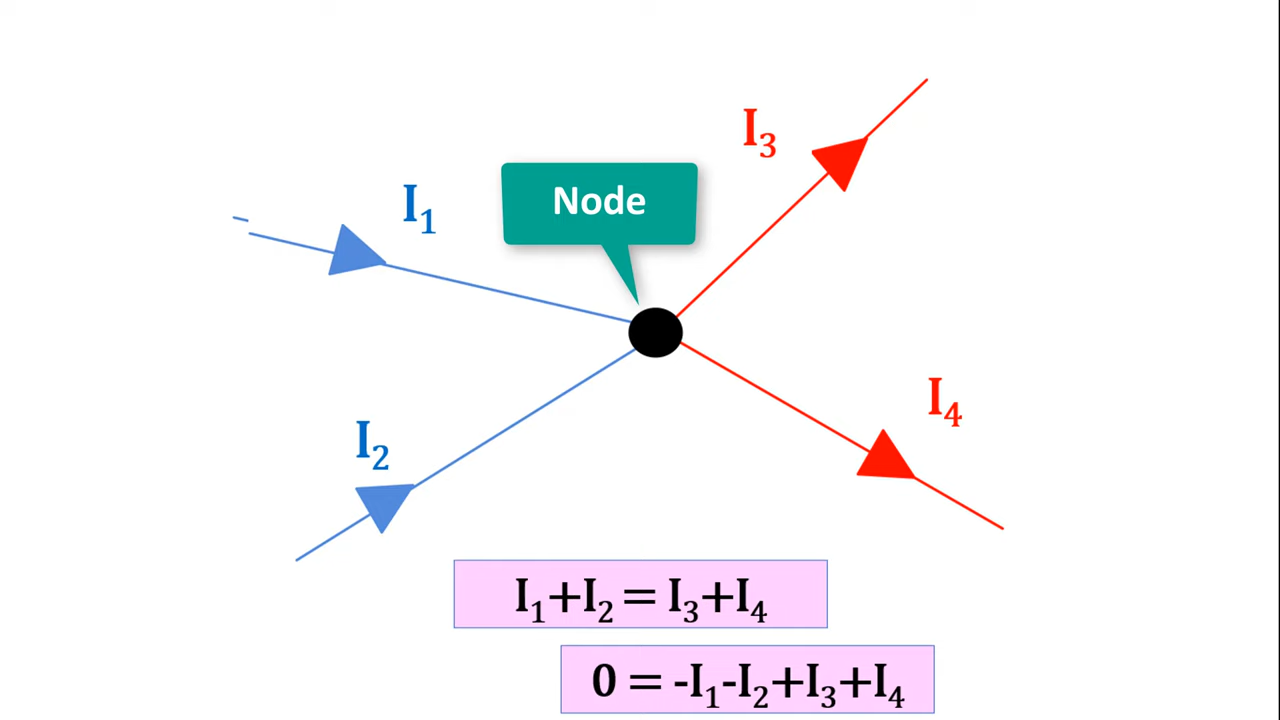 I₃
Node
I₁
I₄
I₂
I₁+I₂ = I₃+I₄
0 = -I₁-I₂+I₃+I₄